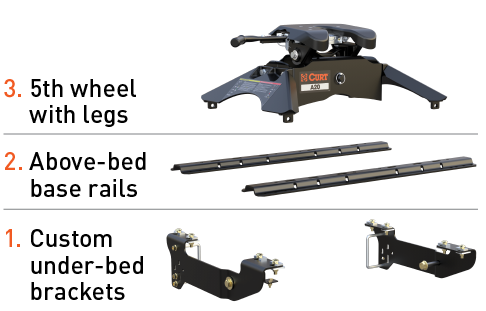 3. 5th wheel
with legs
CURT
A20
2. Above-bed
base rails
1. Custom
under-bed
brackets